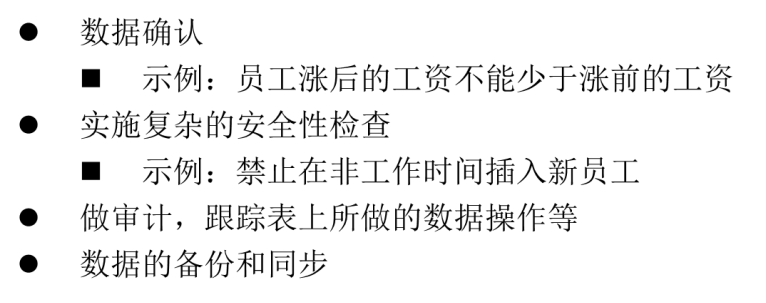 ● 数据确认
■ 示例：员工涨后的工资不能少于涨前的工资
● 实施复杂的安全性检查
■ 示例：禁止在非工作时间插入新员工
● 做审计，跟踪表上所做的数据操作等
● 数据的备份和同步